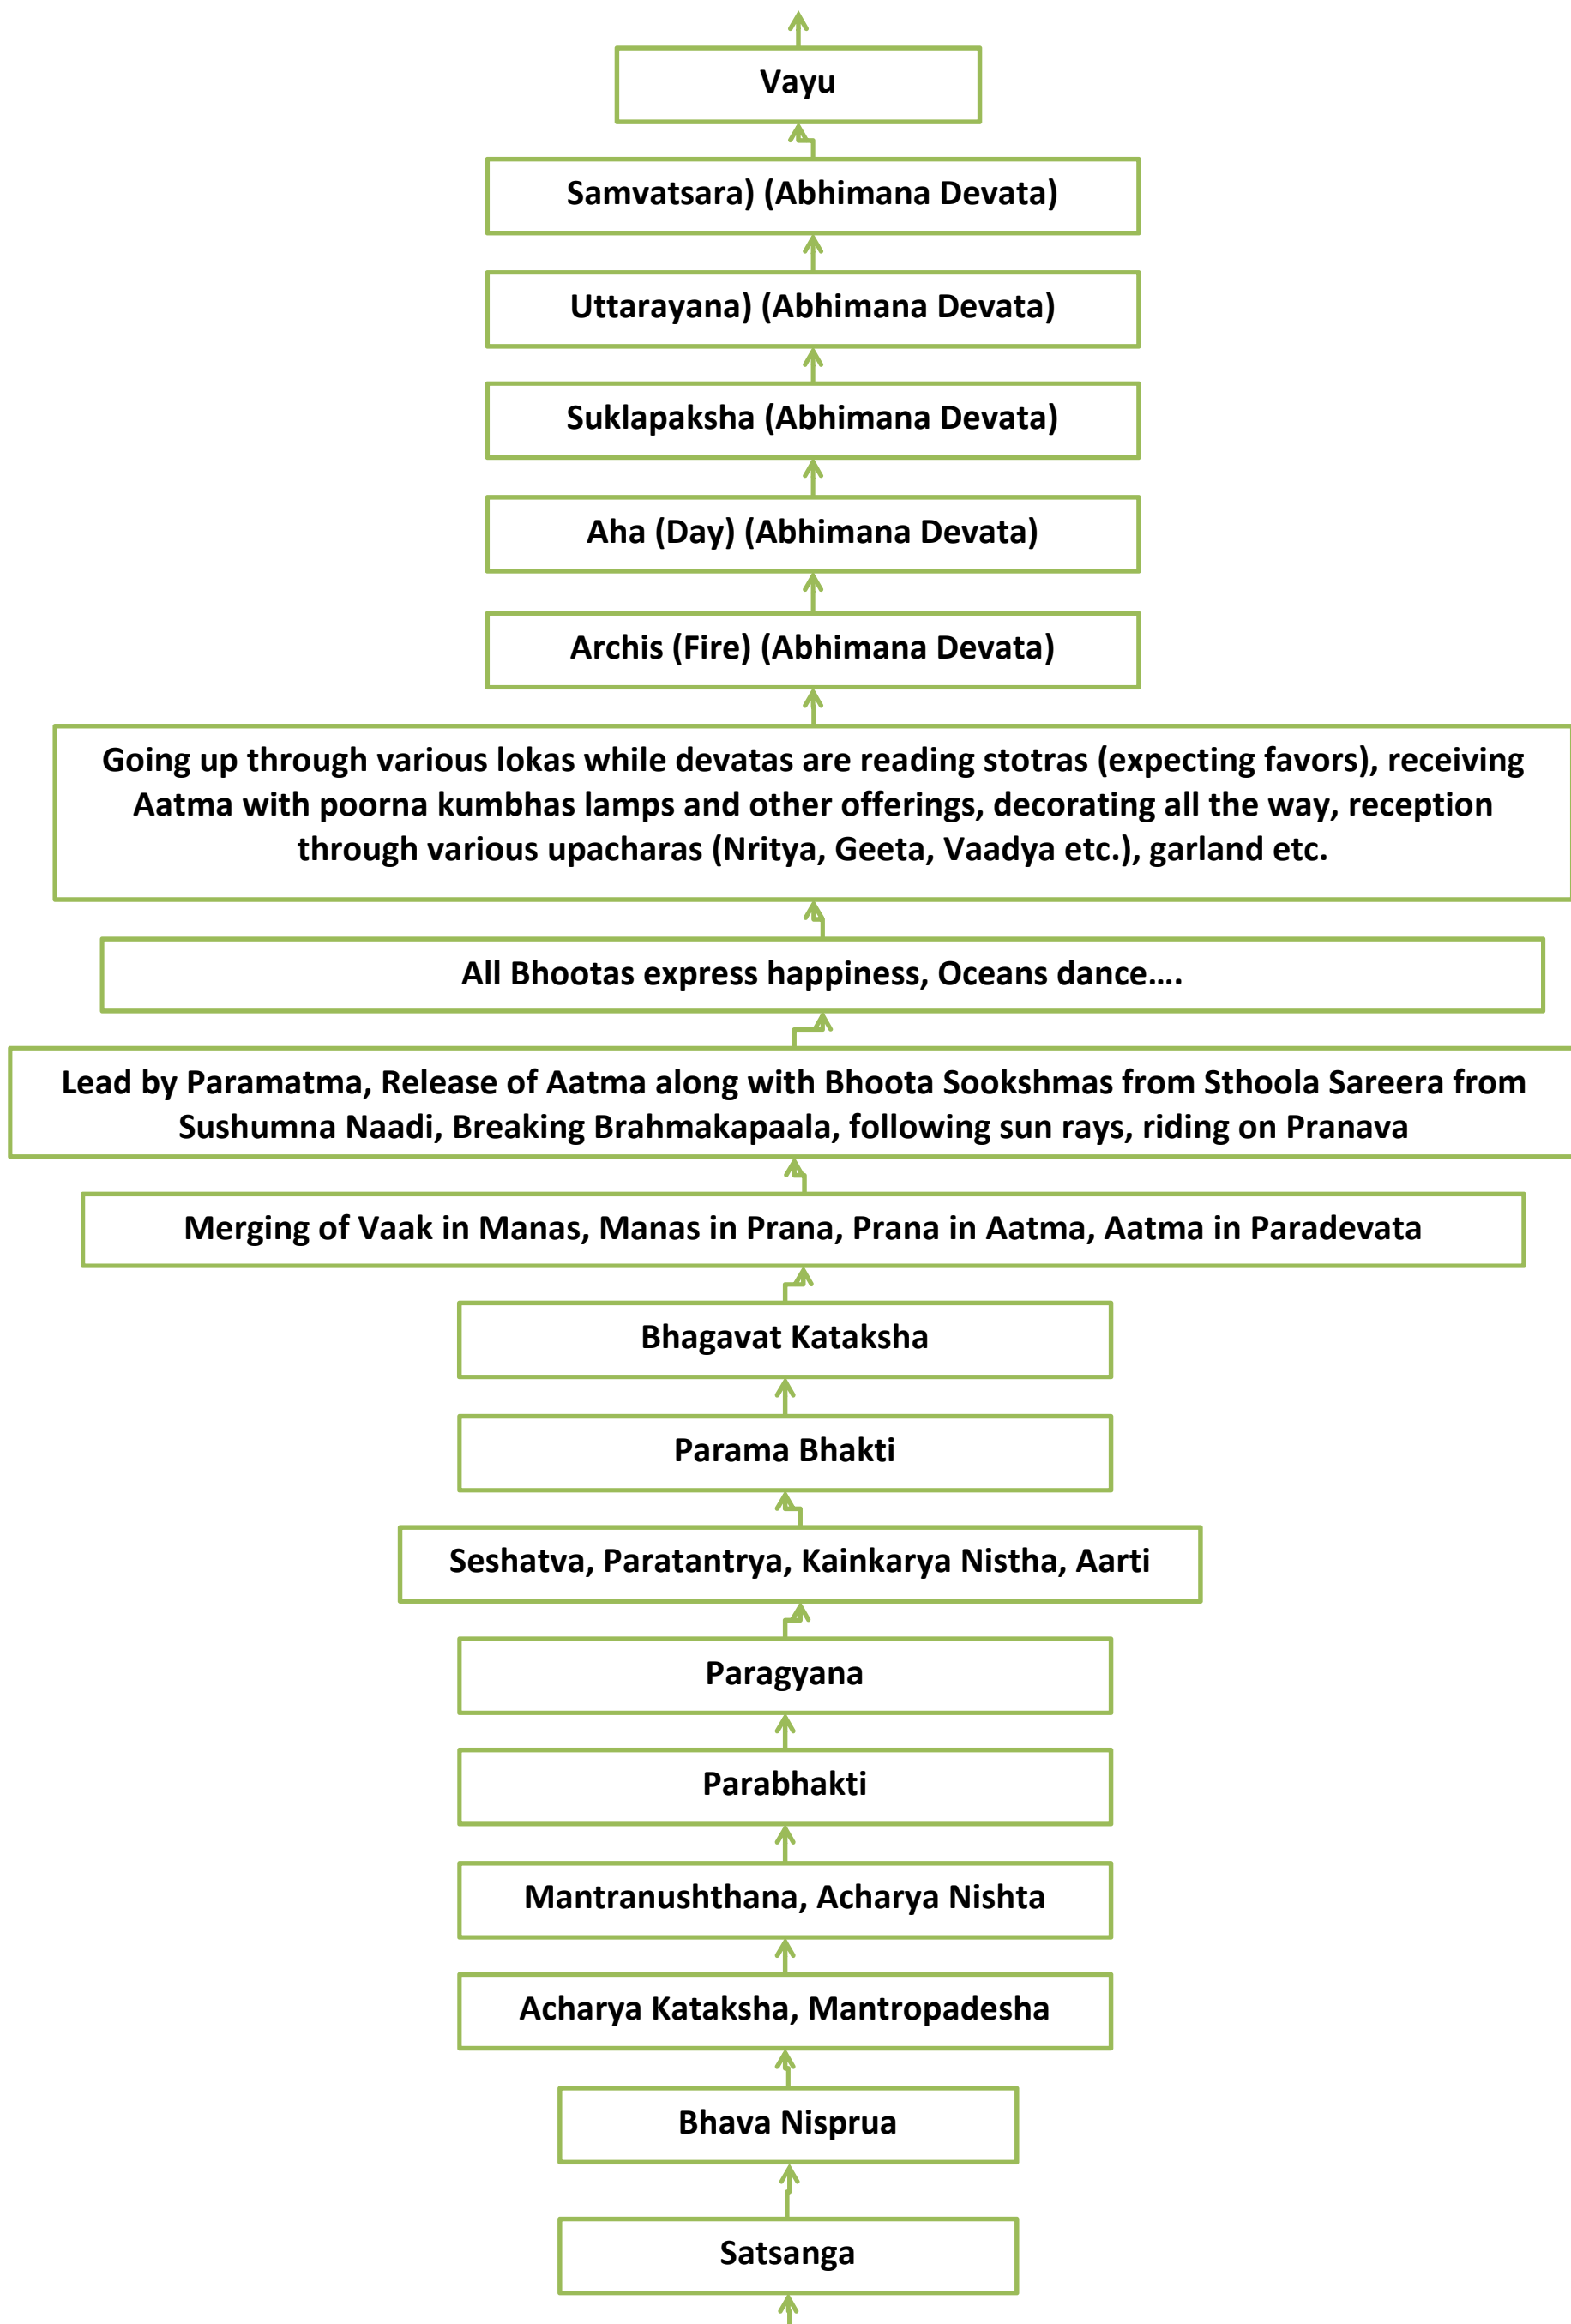 Vayu
Samvatsara) (Abhimana Devata)
Uttarayana) (Abhimana Devata)
Suklapaksha (Abhimana Devata)
Aha (Day) (Abhimana Devata)
Archis (Fire) (Abhimana Devata)
Going up through various lokas while devatas are reading stotras (expecting favors), receiving
Aatma with poorna kumbhas lamps and other offerings, decorating all the way, reception
through various upacharas (Nritya, Geeta, Vaadya etc.), garland etc.
All Bhootas express happiness, Oceans dance....
Lead by Paramatma, Release of Aatma along with Bhoota Sookshmas from Sthoola Sareera from
Sushumna Naadi, Breaking Brahmakapaala, following sun rays, riding on Pranava
Merging of Vaak in Manas, Manas in Prana, Prana in Aatma, Aatma in Paradevata
Bhagavat Kataksha
Parama Bhakti
Seshatva, Paratantrya, Kainkarya Nistha, Aarti
Paragyana
Parabhakti
Mantranushthana, Acharya Nishta
Acharya Kataksha, Mantropadesha
Bhava Nisprua
Satsanga